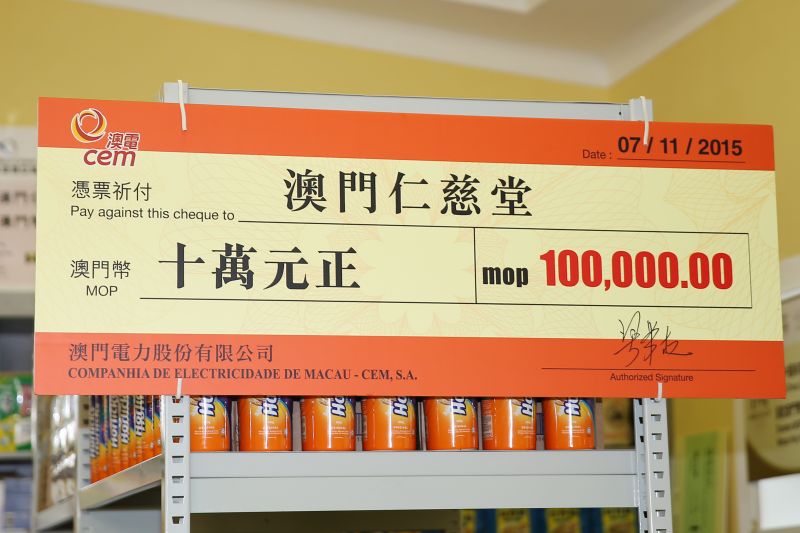 澳電
cem
Date : 07 / 11 / 2015
憑票祈付
Pay against this cheque to
澳門仁慈堂
澳門幣
MOP
十萬元正
mop 100,000.00
澳門電力股份有限公司
COMPANHIA DE ELECTRICIDADE DE MACAU - CEM, S.A.
Authorized Signature